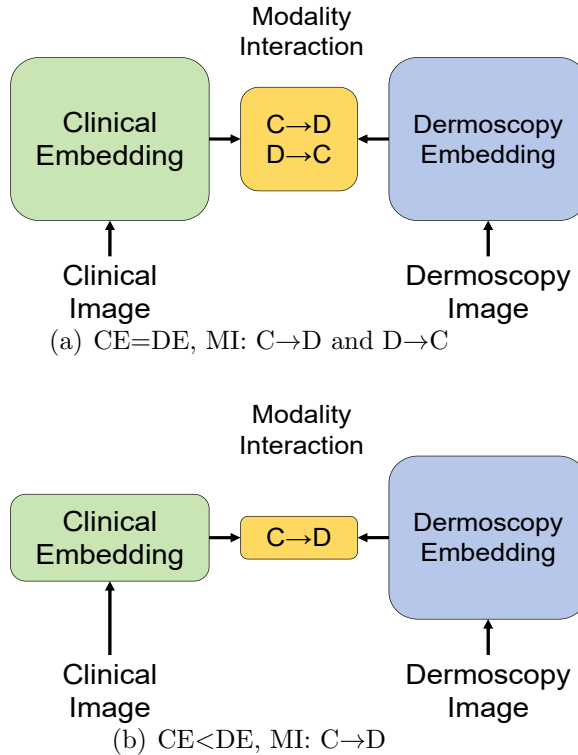 Modality
Interaction
Clinical
Embedding
C→D
D→C
Dermoscopy
Embedding
Clinical
Image
Dermoscopy
Image
(a) CE=DE, MI: C→D and D→C
Modality
Interaction
Clinical
Embedding
C→D
Dermoscopy
Embedding
Clinical
Image
Dermoscopy
Image
(b) CE<DE, MI: C→D